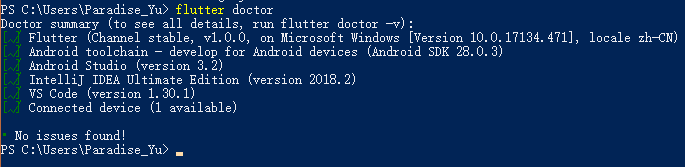 PS C:\Users\Paradise_Yu> flutter doctor
Doctor summary (to see all details, run flutter doctor -v):
[√] Flutter (Channel stable, v1.0.0, on Microsoft Windows [Version 10.0.17134.471], locale zh-CN)
[√] Android toolchain - develop for Android devices (Android SDK 28.0.3)
[√] Android Studio (version 3.2)
[√] IntelliJ IDEA Ultimate Edition (version 2018.2)
[√] VS Code (version 1.30.1)
[√] Connected device (1 available)
• No issues found!
PS C:\Users\Paradise_Yu>